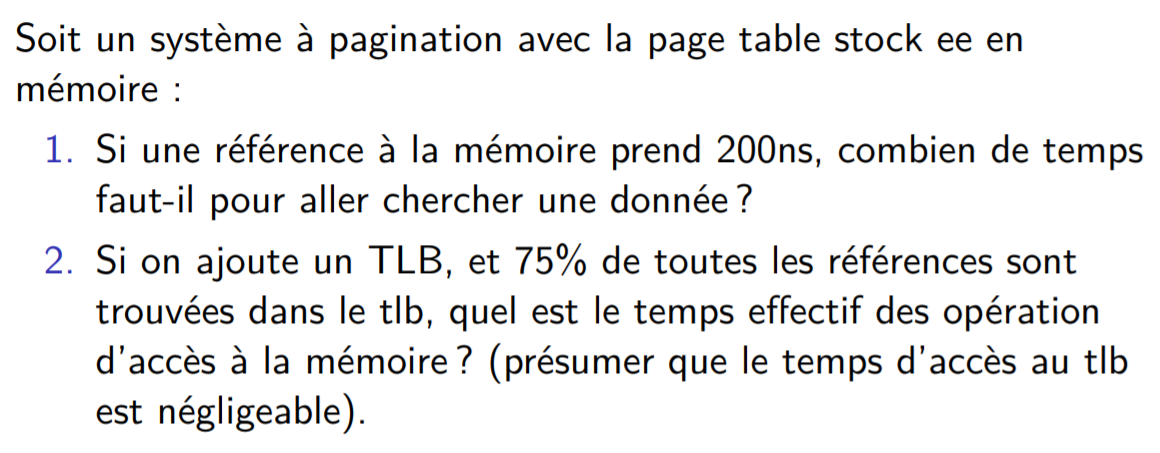 Soit un système à pagination avec la page table stock ee en
mémoire :
1. Si une référence à la mémoire prend 200ns, combien de temps
faut-il pour aller chercher une donnée ?
2. Si on ajoute un TLB, et 75% de toutes les références sont
trouvées dans le tlb, quel est le temps effectif des opération
d'accès à la mémoire ? (présumer que le temps d'accès au tlb
est négligeable).